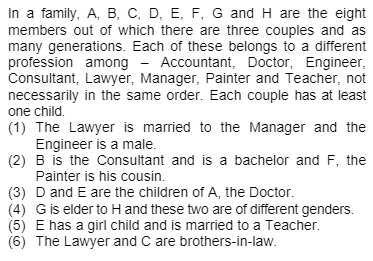 In a family, A, B, C, D, E, F, G and H are the eight
members out of which there are three couples and as
many generations. Each of these belongs to a different
profession among – Accountant, Doctor, Engineer,
Consultant, Lawyer, Manager, Painter and Teacher, not
necessarily in the same order. Each couple has at least
one child.
(1) The Lawyer is married to the Manager and the
Engineer is a male.
(2) B is the Consultant and is a bachelor and F, the
Painter is his cousin.
(3) D and E are the children of A, the Doctor.
(4) G is elder to H and these two are of different genders.
(5) E has a girl child and is married to a Teacher.
(6) The Lawyer and C are brothers-in-law.